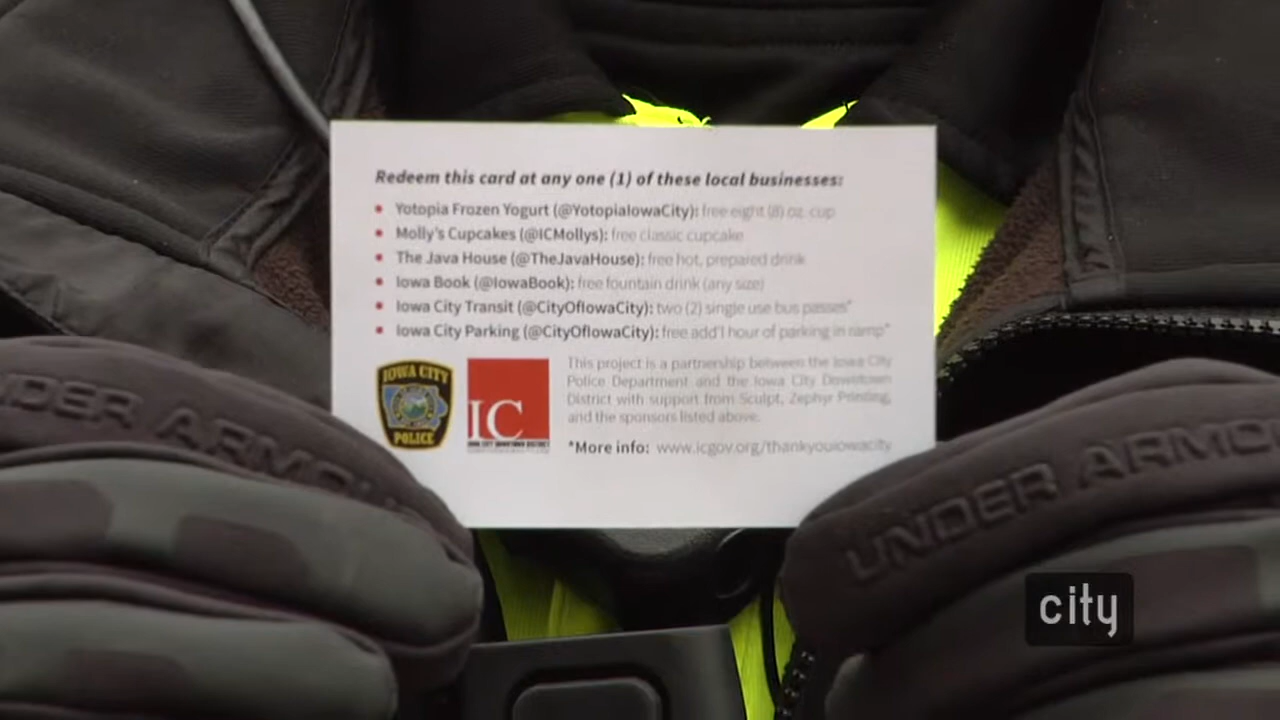 Redeem this card at any one (1) of these local businesses:
• Yotopia Frozen Yogurt (@YotopiaIowaCity): free eight (8) oz. cup
• Molly's Cupcakes (@ICMollys): free classic cupcake
• The Java House (@TheJavaHouse): free hot, prepared drink
• Iowa Book (@IowaBook): free fountain drink (any size)
• Iowa City Transit (@CityOfIowaCity): two (2) single use bus passes*
• Iowa City Parking (@CityOfIowaCity): free add'l hour of parking in ramp*
IOWA CITY
POLICE
IC
IOWA CITY DOWNTOWN DISTRICT
This project is a partnership between the Iowa City
Police Department and the Iowa City Downtown
District with support from Sculpt, Zephyr Printing,
and the sponsors listed above.
*More info: www.icgov.org/thankyouiowacity
UNDER ARMOUR
UNDER ARMOU
city